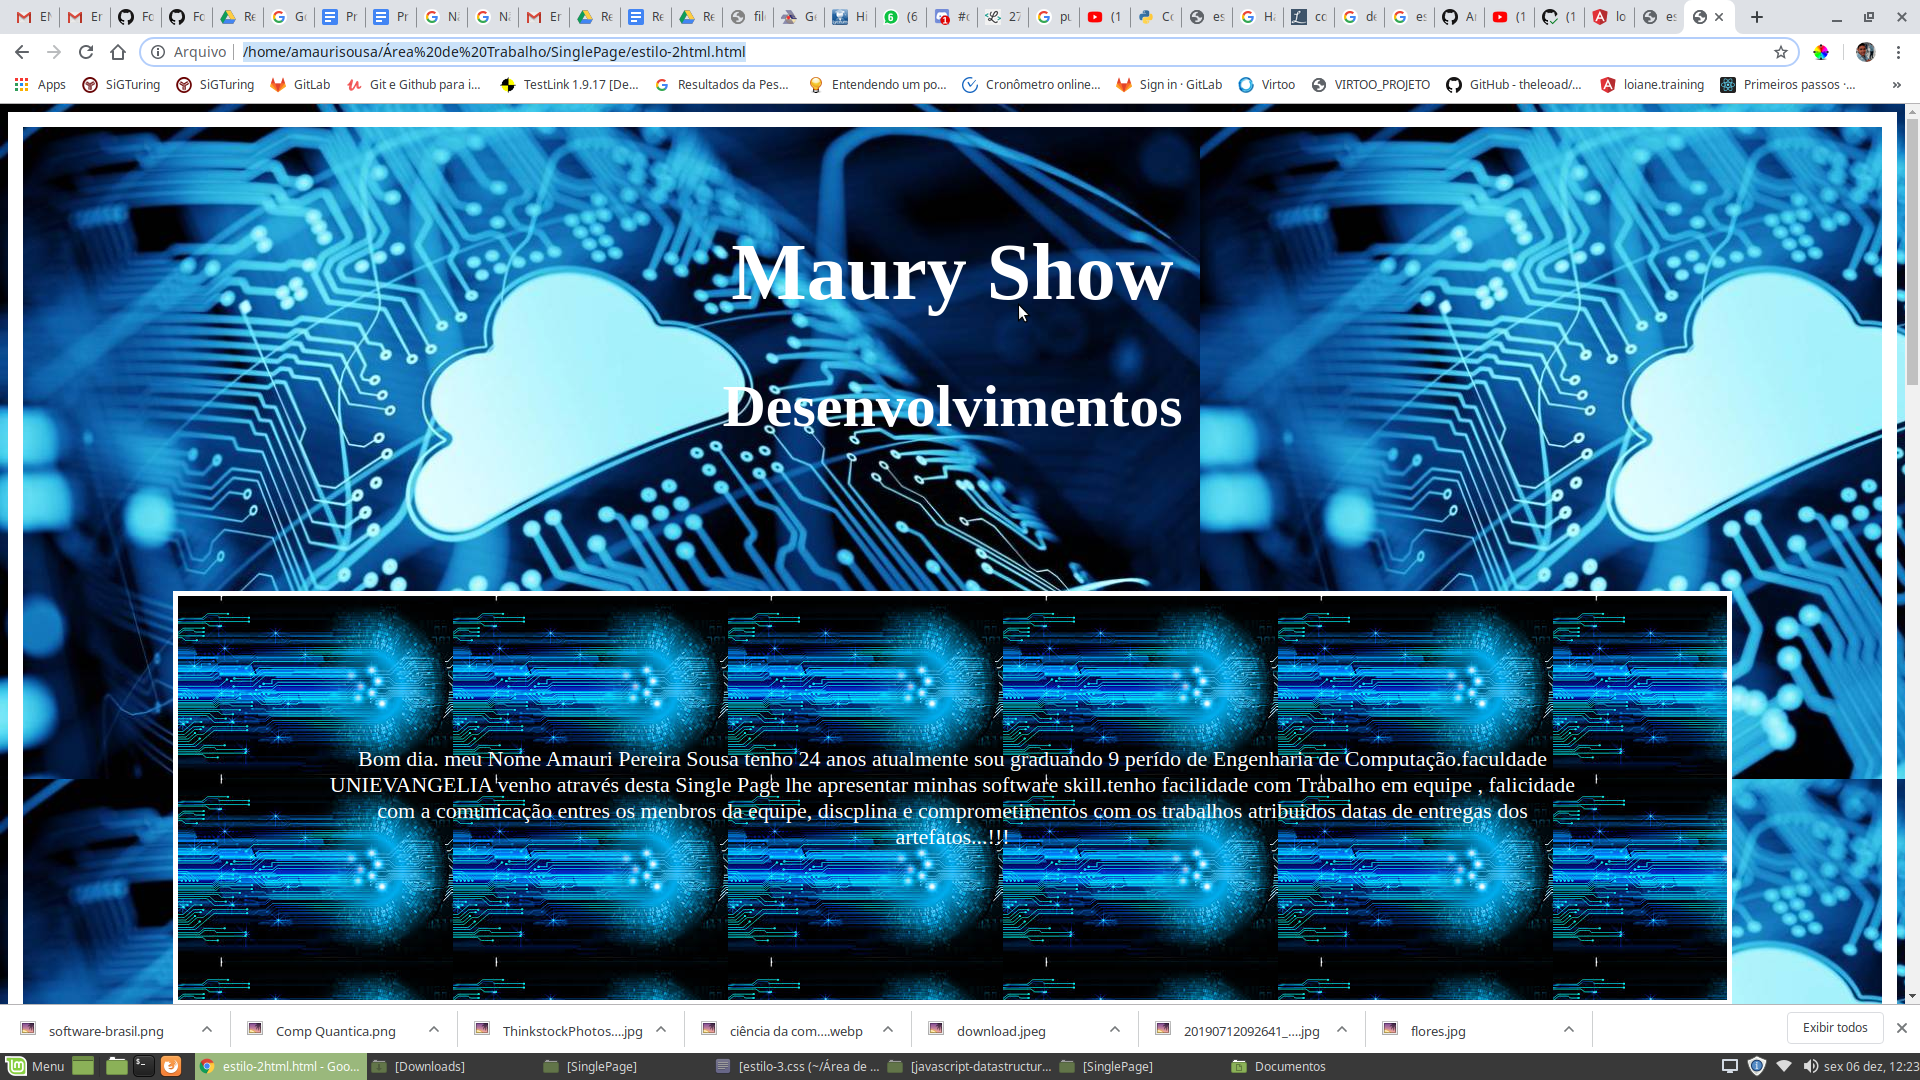 Arquivo /home/amaurisousa/Área%20de%20Trabalho/SinglePage/estilo-2html.html
Apps SiGTuring SiGTuring GitLab Git e Github para i... TestLink 1.9.17 [De... Resultados da Pes... Entendendo um po... Cronômetro online... Sign in · GitLab Virtoo VIRTOO_PROJETO GitHub - theleoad/... loiane.training Primeiros passos ·... »
Maury Show
Desenvolvimentos
Bom dia. meu Nome Amauri Pereira Sousa tenho 24 anos atualmente sou graduando 9 perído de Engenharia de Computação.faculdade
UNIEVANGELIA venho através desta Single Page lhe apresentar minhas software skill.tenho facilidade com Trabalho em equipe , falicidade
com a comunicação entres os menbros da equipe, discplina e comprometimentos com os trabalhos atribuidos datas de entregas dos
artefatos...!!!
software-brasil.png Comp Quantica.png ThinkstockPhotos....jpg ciência da com....webp download.jpeg 20190712092641_....jpg flores.jpg Exibir todos
Menu estilo-2html.html - Goo... [Downloads] [SinglePage] [estilo-3.css (~/Área de ... [javascript-datastructur... [SinglePage] Documentos sex 06 dez, 12:23